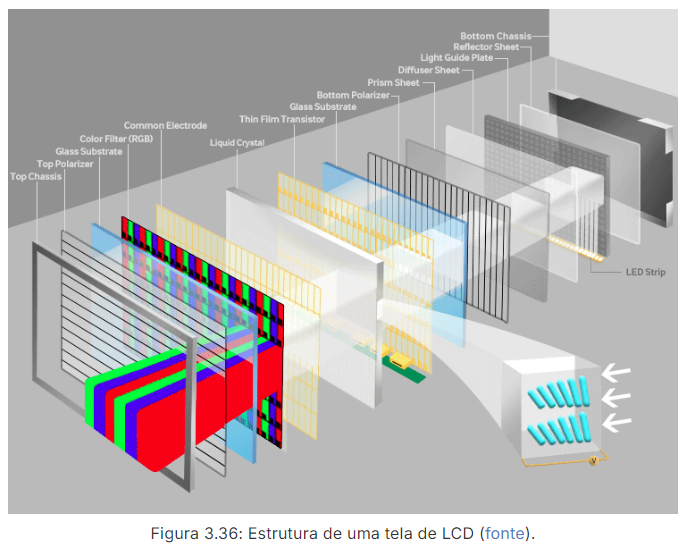 Bottom Chassis
Reflector Sheet
Light Guide Plate
Diffuser Sheet
Prism Sheet
Bottom Polarizer
Glass Substrate
Thin Film Transistor
Common Electrode
Color Filter (RGB)
Liquid Crystal
Glass Substrate
Top Polarizer
Top Chassis
LED Strip
V
Figura 3.36: Estrutura de uma tela de LCD (fonte).